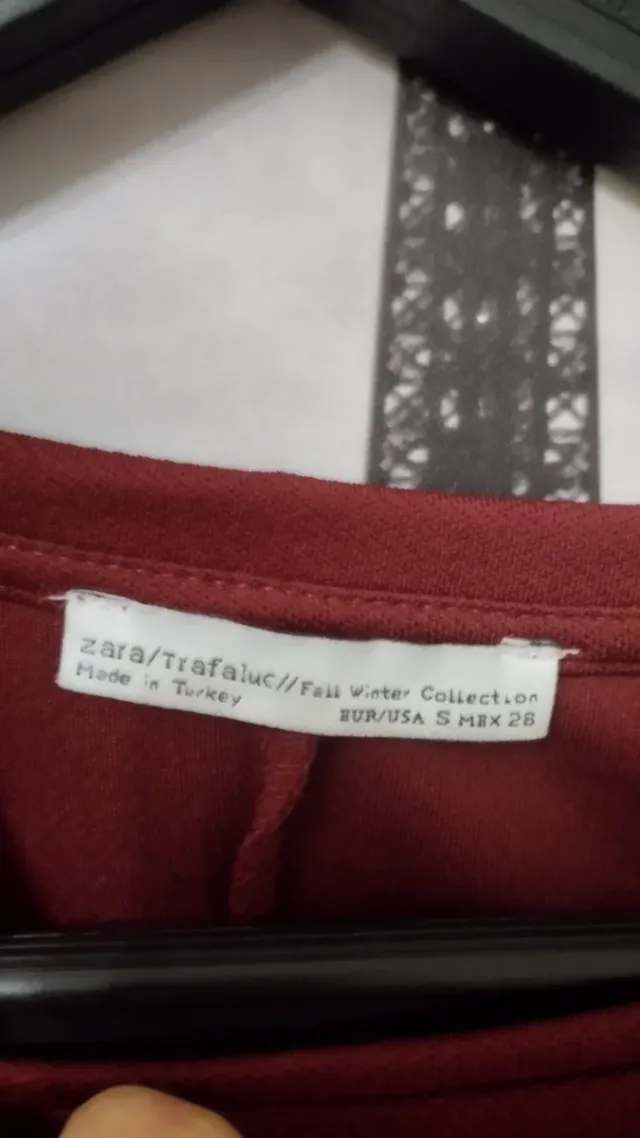 Zara/Trafaluc//Fall Winter Collection
Made in Turkey
EUR/USA S MEX 26